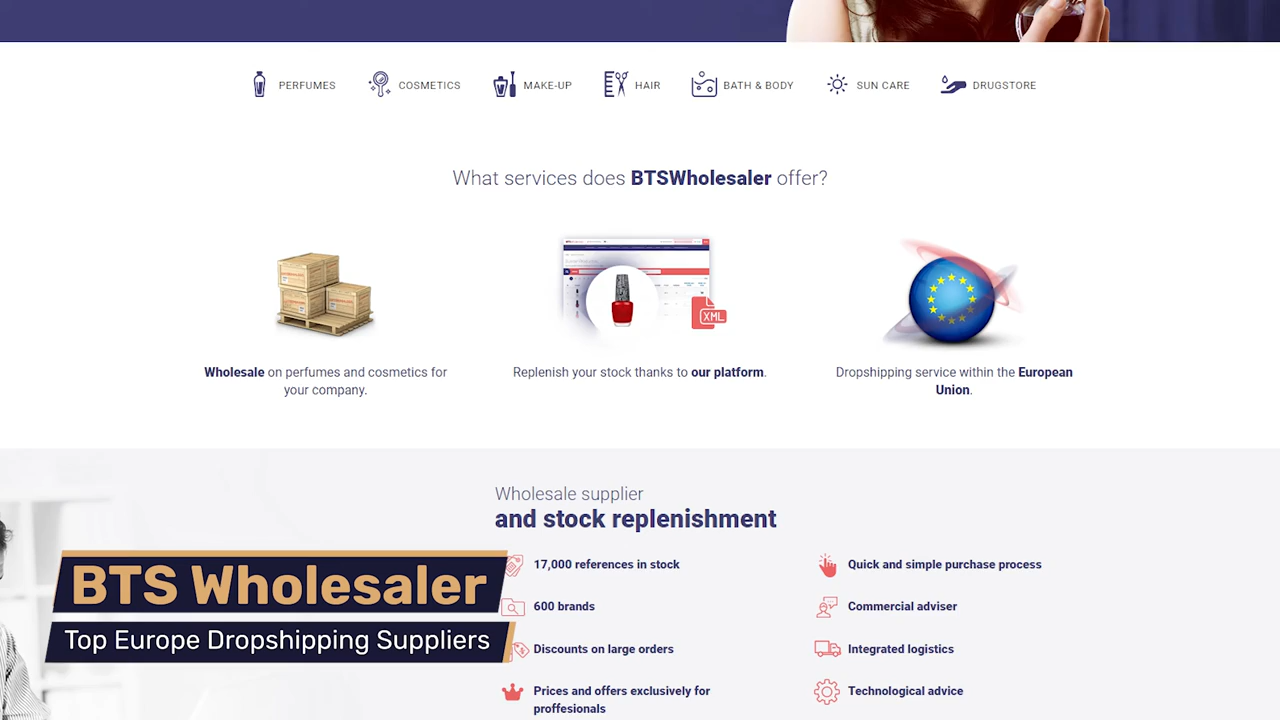 PERFUMES
COSMETICS
MAKE-UP
HAIR
BATH & BODY
SUN CARE
DRUGSTORE
What services does BTSWholesaler offer?
XML
Wholesale on perfumes and cosmetics for
your company.
Replenish your stock thanks to our platform.
Dropshipping service within the European
Union.
Wholesale supplier
and stock replenishment
17,000 references in stock
600 brands
Discounts on large orders
Prices and offers exclusively for
proffesionals
Quick and simple purchase process
Commercial adviser
Integrated logistics
Technological advice
BTS Wholesaler
Top Europe Dropshipping Suppliers